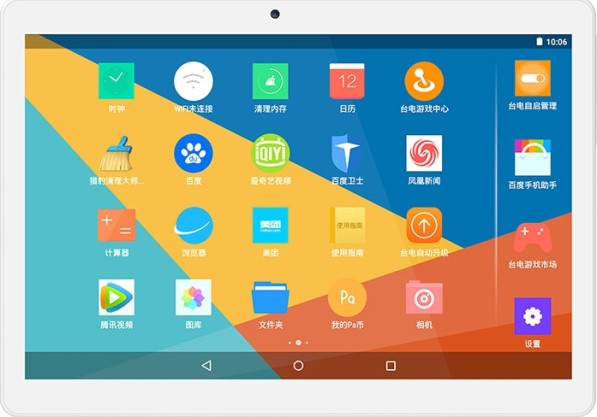 10:06
12
时钟
WiFi未连接
清理内存
日历
台电游戏中心
台电自启管理
iQIYI
猎豹清理大师...
百度
爱奇艺视频
百度卫士
凤凰新闻
百度手机助手
美团
使用指南
计算器
浏览器
美团
使用指南
台电自动升级
台电游戏市场
Pa
腾讯视频
图库
文件夹
我的Pa币
相机
设置